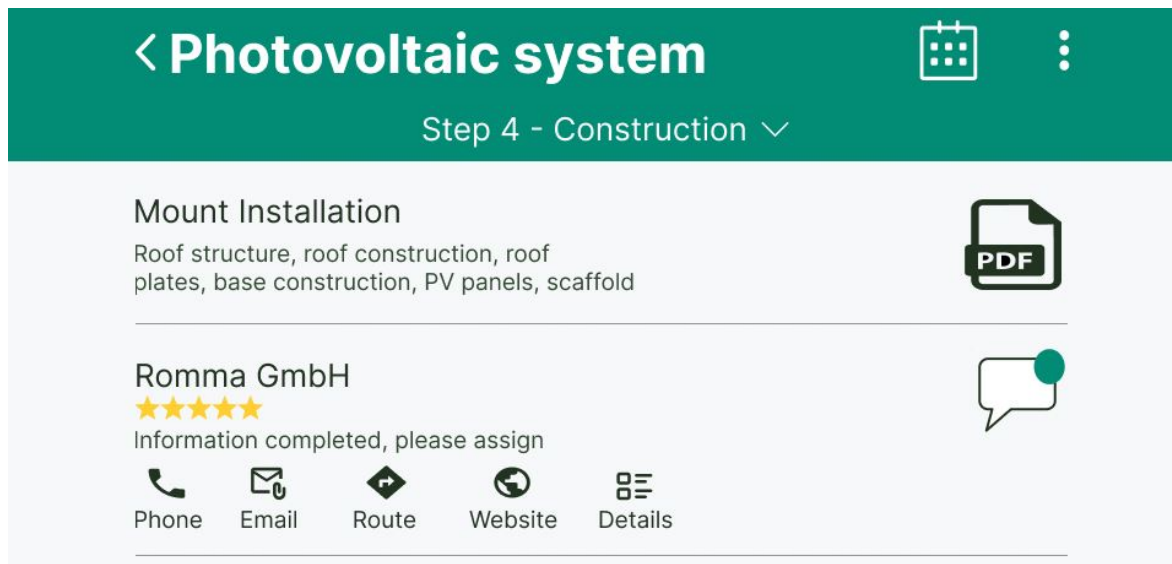 Photovoltaic system
Step 4 - Construction
Mount Installation
Roof structure, roof construction, roof
plates, base construction, PV panels, scaffold
PDF
Romma GmbH
Information completed, please assign
Phone Email Route Website Details